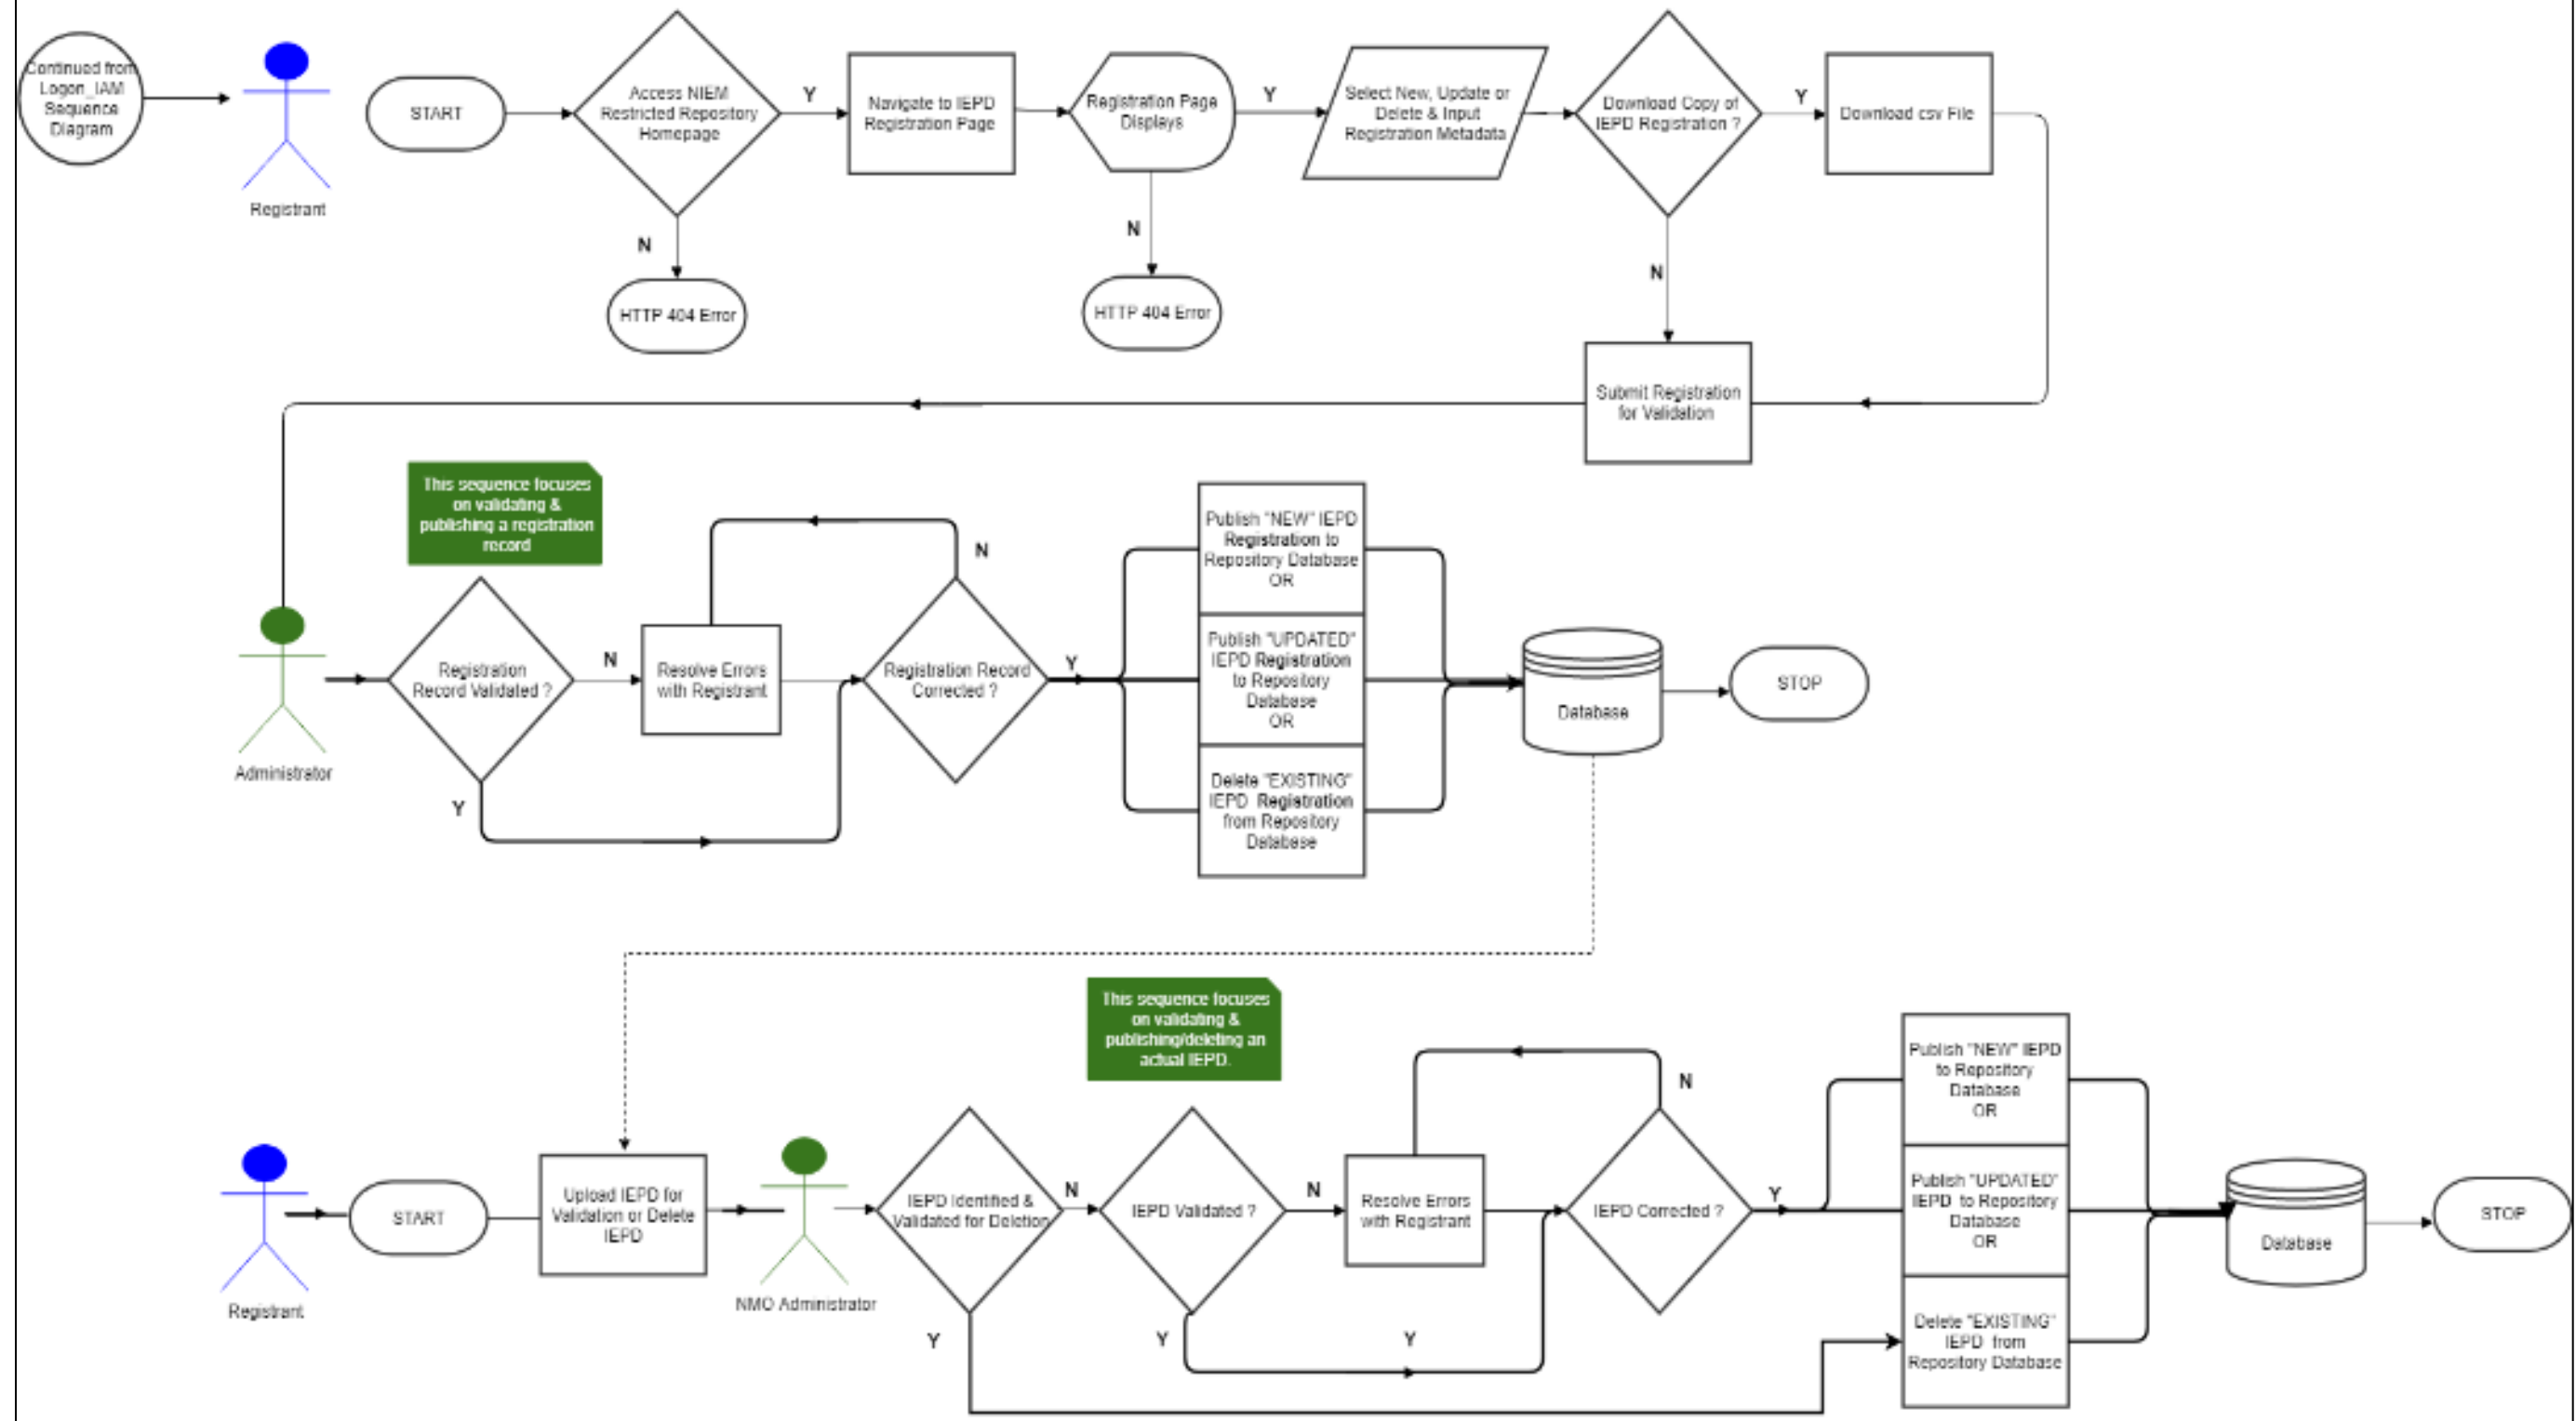 Continued from
Logon_IAM
Sequence
Diagram
Registrant
START
Access NIEM
Restricted Repository
Homepage
Y
N
HTTP 404 Error
Navigate to IEPD
Registration Page
Registration Page
Displays
Y
N
HTTP 404 Error
Select New, Update or
Delete & Input
Registration Metadata
Download Copy of
IEPD Registration ?
Y
N
Download csv File
Submit Registration
for Validation
This sequence focuses
on validating &
publishing a registration
record
Administrator
Registration
Record Validated ?
N
Y
Resolve Errors
with Registrant
Registration Record
Corrected ?
N
Y
Publish "NEW" IEPD
Registration to
Repository Database
OR
Publish "UPDATED"
IEPD Registration
to Repository
Database
OR
Delete "EXISTING"
IEPD Registration
from Repository
Database
Database
STOP
This sequence focuses
on validating &
publishing/deleting an
actual IEPD.
Registrant
START
Upload IEPD for
Validation or Delete
IEPD
NMO Administrator
IEPD Identified &
Validated for Deletion
N
Y
IEPD Validated ?
N
Y
Y
Resolve Errors
with Registrant
IEPD Corrected ?
N
Y
Publish "NEW" IEPD
to Repository
Database
OR
Publish "UPDATED"
IEPD to Repository
Database
OR
Delete "EXISTING"
IEPD from
Repository Database
Database
STOP